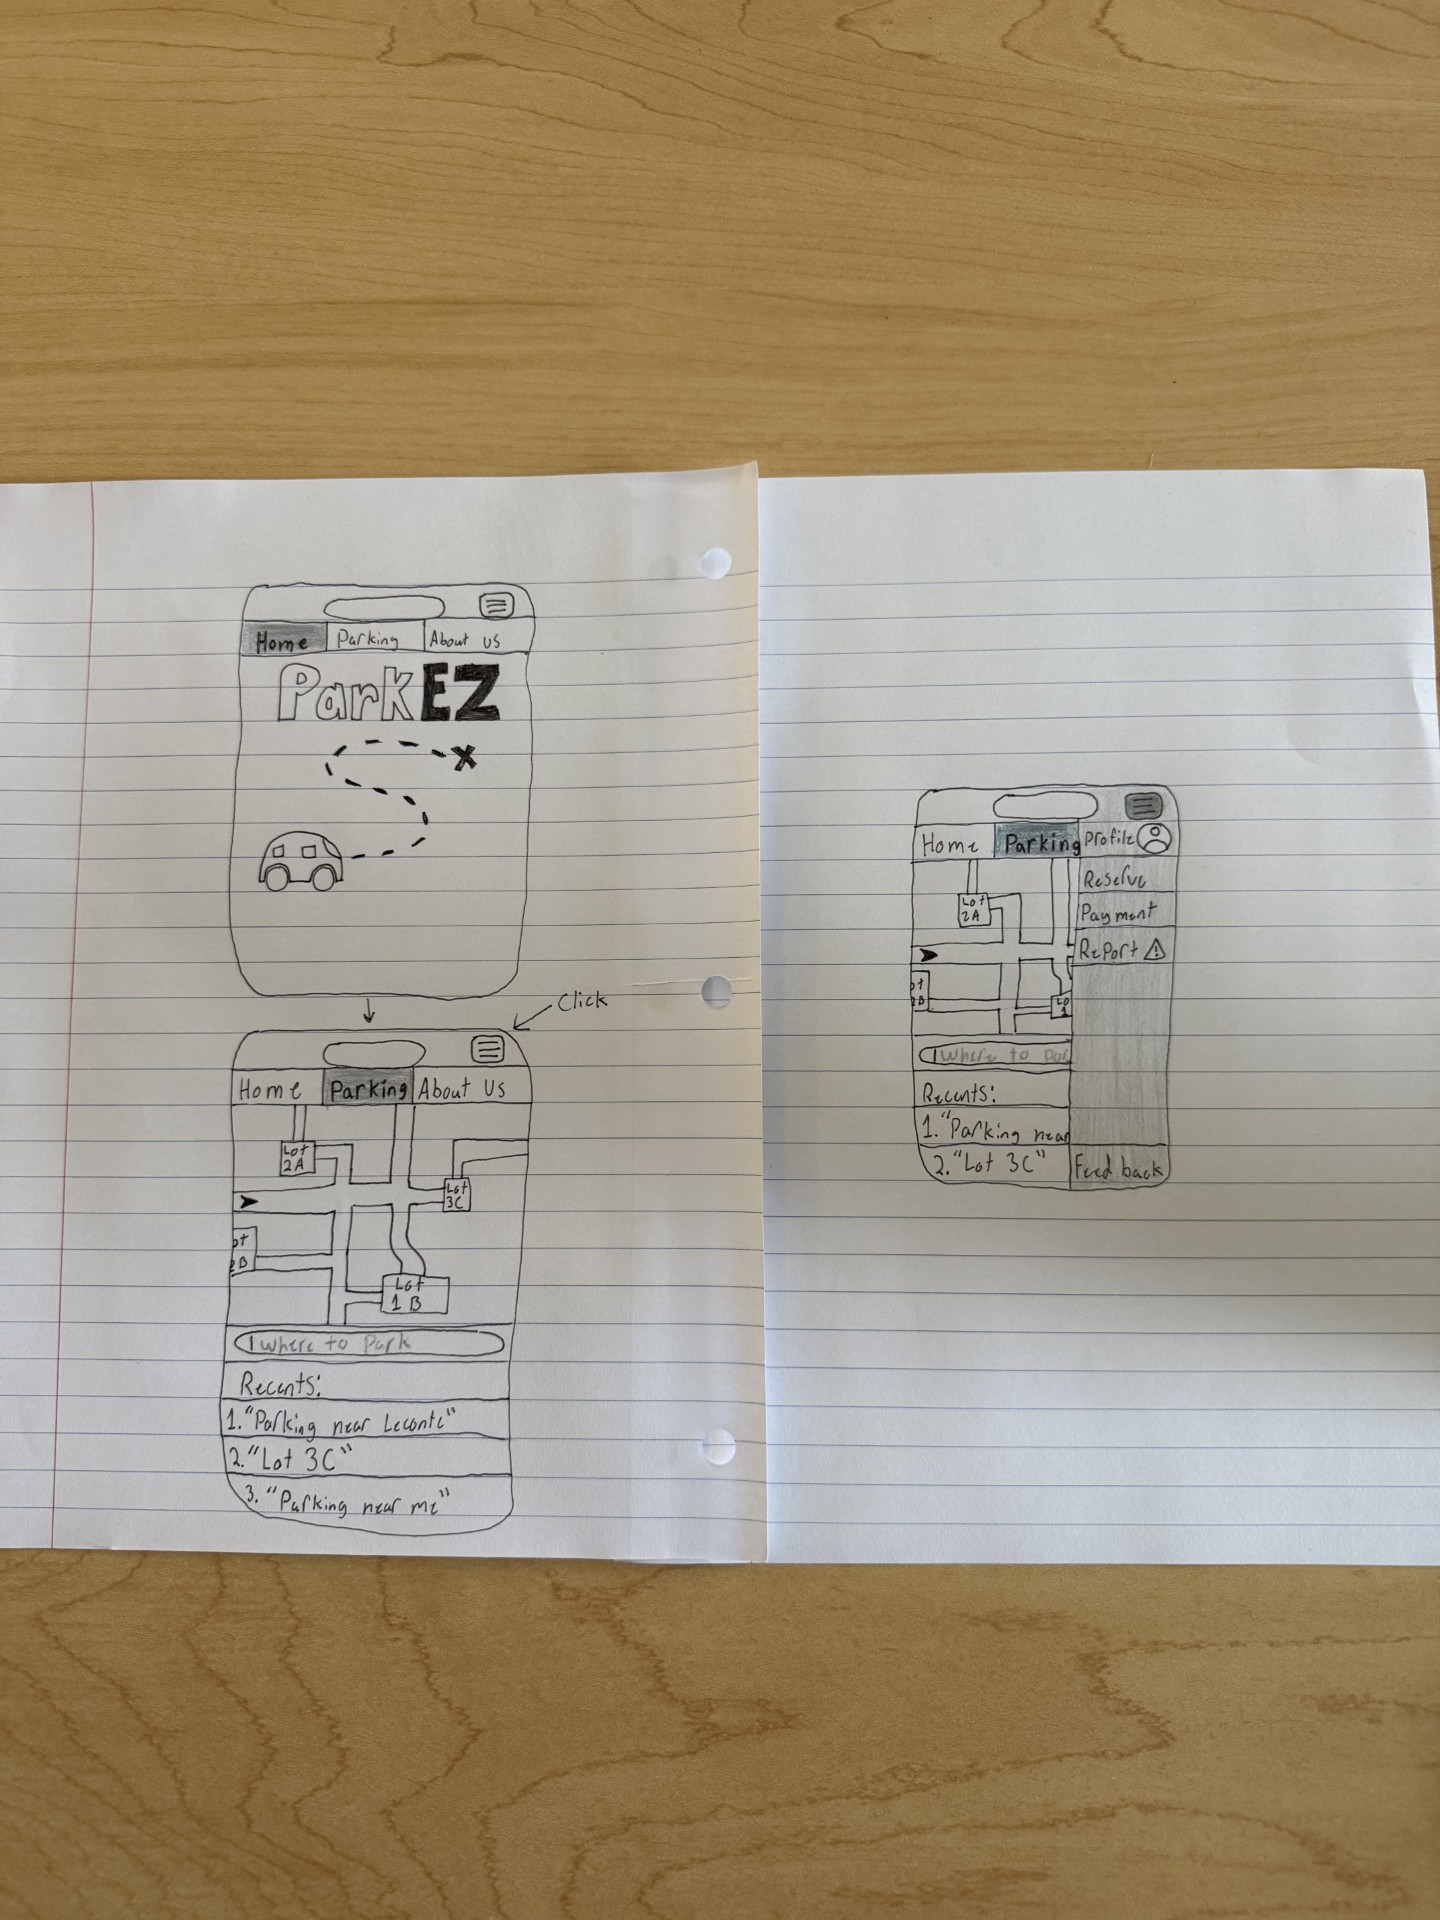 Home Parking About us
ParkEZ
X
Click
Home Parking About Us
Lot
2A
Lot
3C
ot
B
Lot
1 B
Where to Park
Recents:
1. "Parking near Leconte"
2. "Lot 3C"
3. "Parking near me"
Home Parking Profile
Reserve
Lot
2A
Payment
Report
ot
2B
Lo
1
Where to Par
Recents:
1. "Parking near
2. "Lot 3C"
Feed back